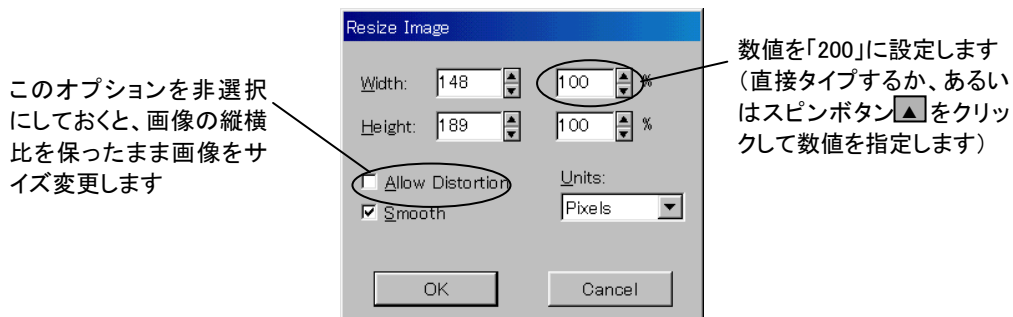 Resize Image
Width: 148 100 %
Height: 189 100 %
Allow Distortion
Smooth
Units:
Pixels
OK Cancel
このオプションを非選択
にしておくと、画像の縦横
比を保ったまま画像をサ
イズ変更します
数値を「200」に設定します
（直接タイプするか、あるい
はスピンボタン▲をクリッ
クして数値を指定します）